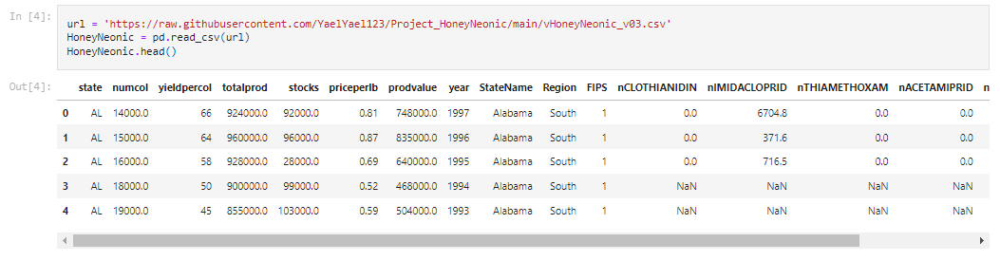 In [4]:
url = 'https://raw.githubusercontent.com/YaelYael123/Project_HoneyNeonic/main/vHoneyNeonic_v03.csv'
HoneyNeonic = pd.read_csv(url)
HoneyNeonic.head()
Out[4]:
state numcol yieldpercol totalprod stocks priceperlb prodvalue year StateName Region FIPS nCLOTHIANIDIN nIMIDACLOPRID nTHIAMETHOXAM nACETAMIPRID n
0 AL 14000.0 66 924000.0 92000.0 0.81 748000.0 1997 Alabama South 1 0.0 6704.8 0.0 0.0
1 AL 15000.0 64 960000.0 96000.0 0.87 835000.0 1996 Alabama South 1 0.0 371.6 0.0 0.0
2 AL 16000.0 58 928000.0 28000.0 0.69 640000.0 1995 Alabama South 1 0.0 716.5 0.0 0.0
3 AL 18000.0 50 900000.0 99000.0 0.52 468000.0 1994 Alabama South 1 NaN NaN NaN NaN
4 AL 19000.0 45 855000.0 103000.0 0.59 504000.0 1993 Alabama South 1 NaN NaN NaN NaN